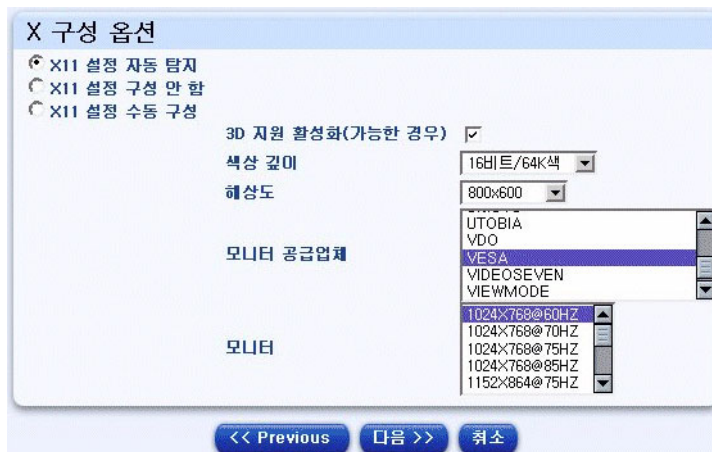 X 구성 옵션
X11 설정 자동 탐지
X11 설정 구성 안 함
X11 설정 수동 구성
3D 지원 활성화(가능한 경우)
색상 깊이 16비트/64K색
해상도 800x600
UTOBIA
VDO
모니터 공급업체 VESA
VIDEOSEVEN
VIEWMODE
1024X768@60HZ
1024X768@70HZ
모니터 1024X768@75HZ
1024X768@85HZ
1152X864@75HZ
<< Previous 다음 >> 취소